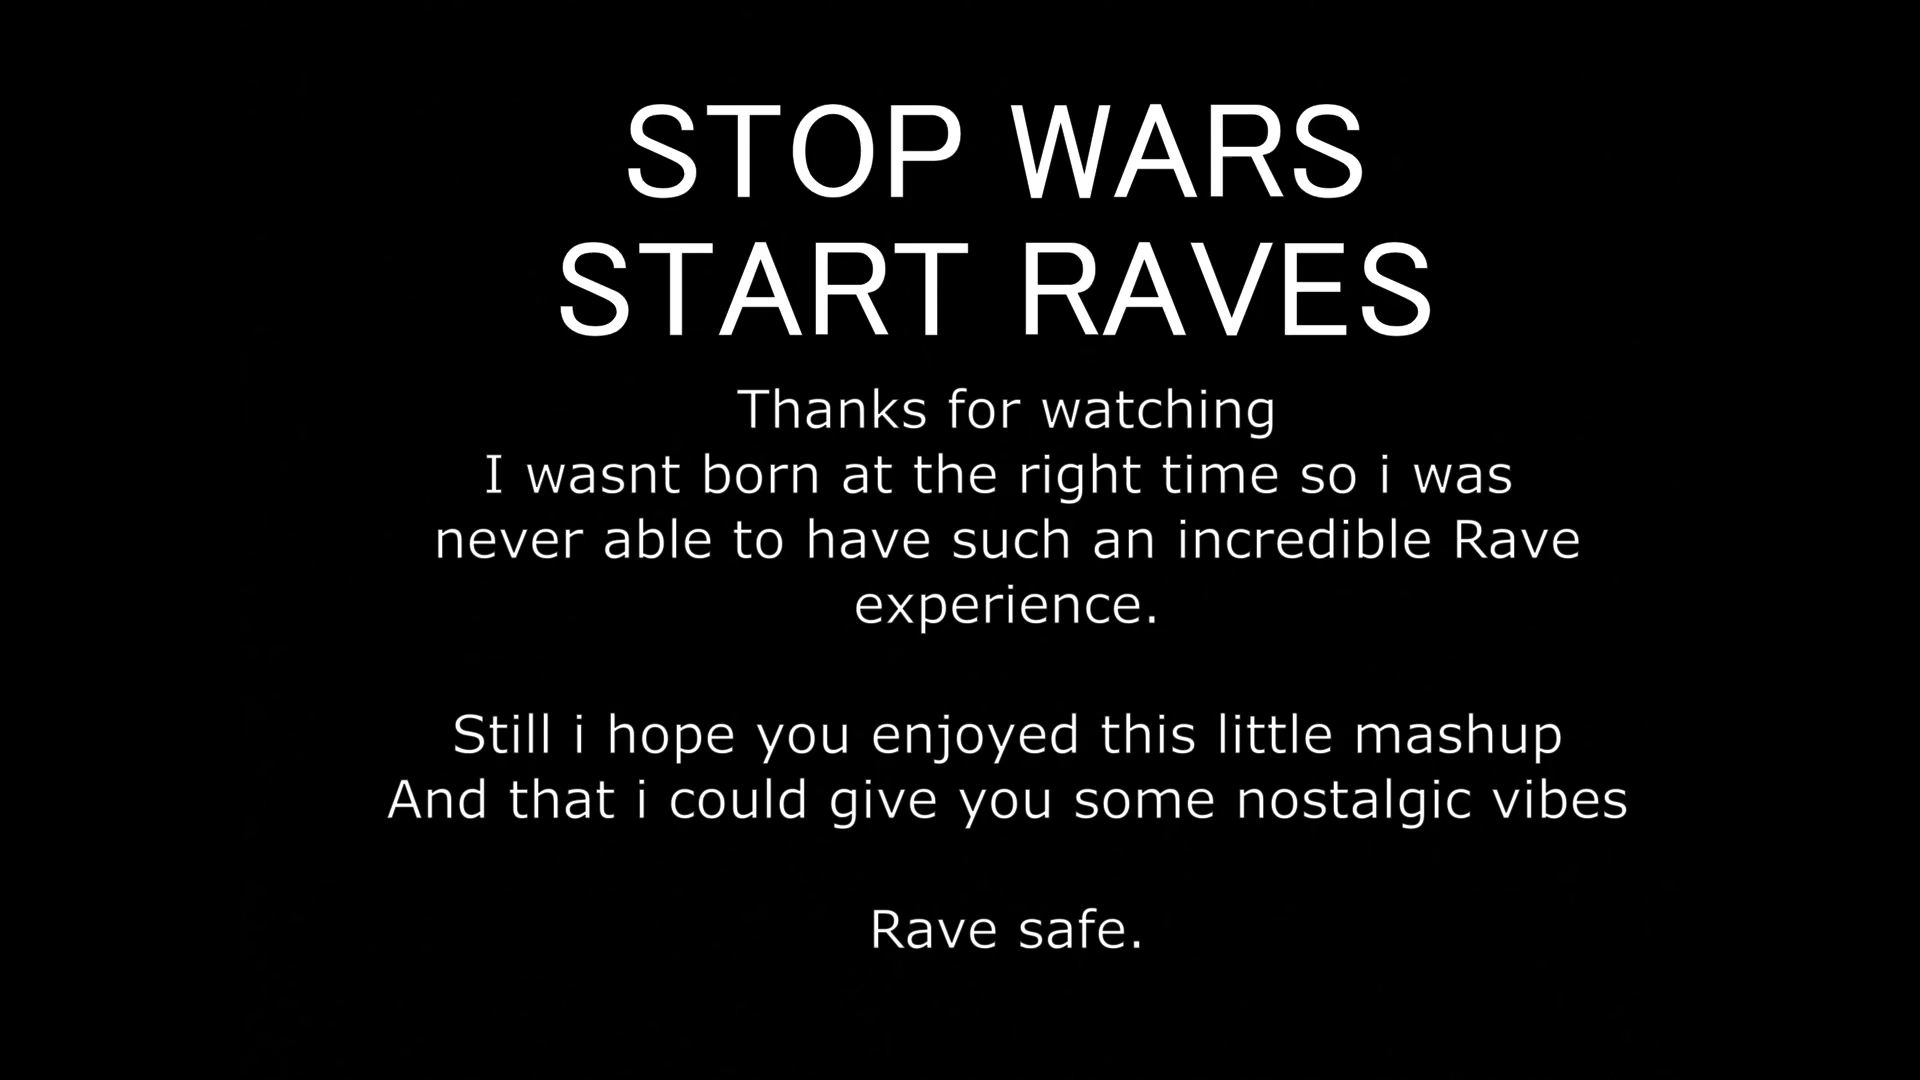 STOP WARS
START RAVES
Thanks for watching
I wasnt born at the right time so i was
never able to have such an incredible Rave
experience.
Still i hope you enjoyed this little mashup
And that i could give you some nostalgic vibes
Rave safe.